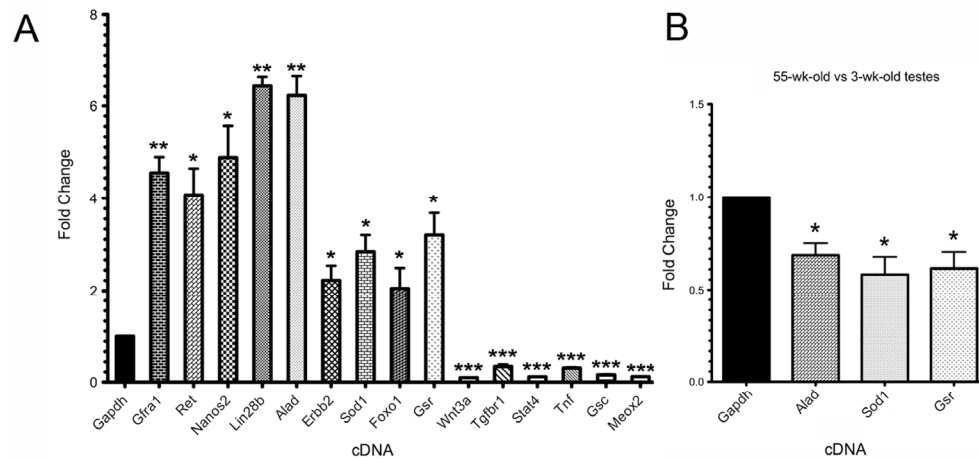 A
8
6
4
2
0
Fold Change
**
*
*
**
**
*
*
*
*
***
***
***
***
***
***
Gapdh
Gfra1
Ret
Nanos2
Lin28b
Alad
Erbb2
Sod1
Foxo1
Gsr
Wnt3a
Tgfbr1
Stat4
Tnf
Gsc
Meox2
cDNA
B
55-wk-old vs 3-wk-old testes
1.5
1.0
0.5
0.0
Fold Change
*
*
*
Gapdh
Alad
Sod1
Gsr
cDNA